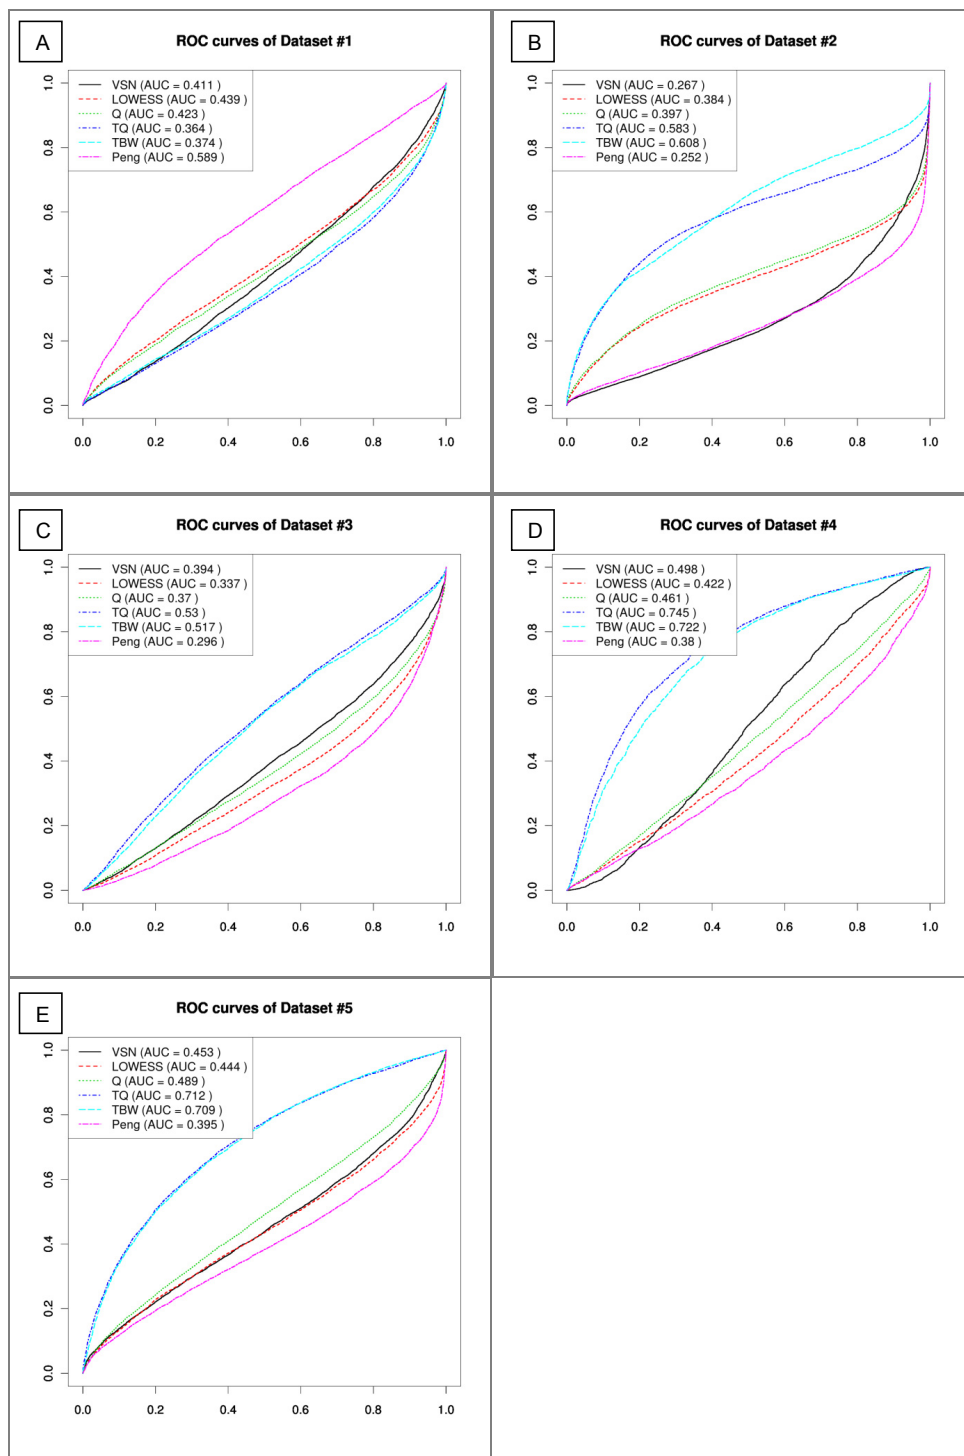 A
ROC curves of Dataset #1
VSN (AUC = 0.411 )
LOWESS (AUC = 0.439 )
Q (AUC = 0.423 )
TQ (AUC = 0.364 )
TBW (AUC = 0.374 )
Peng (AUC = 0.589 )
1.0
0.8
0.6
0.4
0.2
0.0
0.0 0.2 0.4 0.6 0.8 1.0
B
ROC curves of Dataset #2
VSN (AUC = 0.267 )
LOWESS (AUC = 0.384 )
Q (AUC = 0.397 )
TQ (AUC = 0.583 )
TBW (AUC = 0.608 )
Peng (AUC = 0.252 )
1.0
0.8
0.6
0.4
0.2
0.0
0.0 0.2 0.4 0.6 0.8 1.0
C
ROC curves of Dataset #3
VSN (AUC = 0.394 )
LOWESS (AUC = 0.337 )
Q (AUC = 0.37 )
TQ (AUC = 0.53 )
TBW (AUC = 0.517 )
Peng (AUC = 0.296 )
1.0
0.8
0.6
0.4
0.2
0.0
0.0 0.2 0.4 0.6 0.8 1.0
D
ROC curves of Dataset #4
VSN (AUC = 0.498 )
LOWESS (AUC = 0.422 )
Q (AUC = 0.461 )
TQ (AUC = 0.745 )
TBW (AUC = 0.722 )
Peng (AUC = 0.38 )
1.0
0.8
0.6
0.4
0.2
0.0
0.0 0.2 0.4 0.6 0.8 1.0
E
ROC curves of Dataset #5
VSN (AUC = 0.453 )
LOWESS (AUC = 0.444 )
Q (AUC = 0.489 )
TQ (AUC = 0.712 )
TBW (AUC = 0.709 )
Peng (AUC = 0.395 )
1.0
0.8
0.6
0.4
0.2
0.0
0.0 0.2 0.4 0.6 0.8 1.0